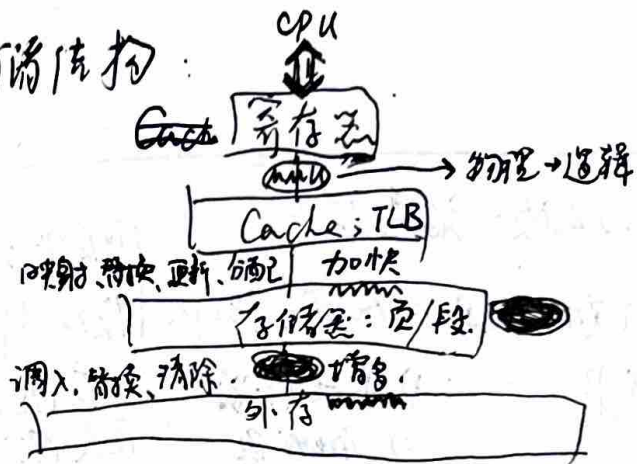 CPU
储结构：
寄存器
MMU → 物理→逻辑
Cache：TLB
映射、替换、更新、分配 加快
存储器：页/段
调入、替换、清除. 增多.
外存